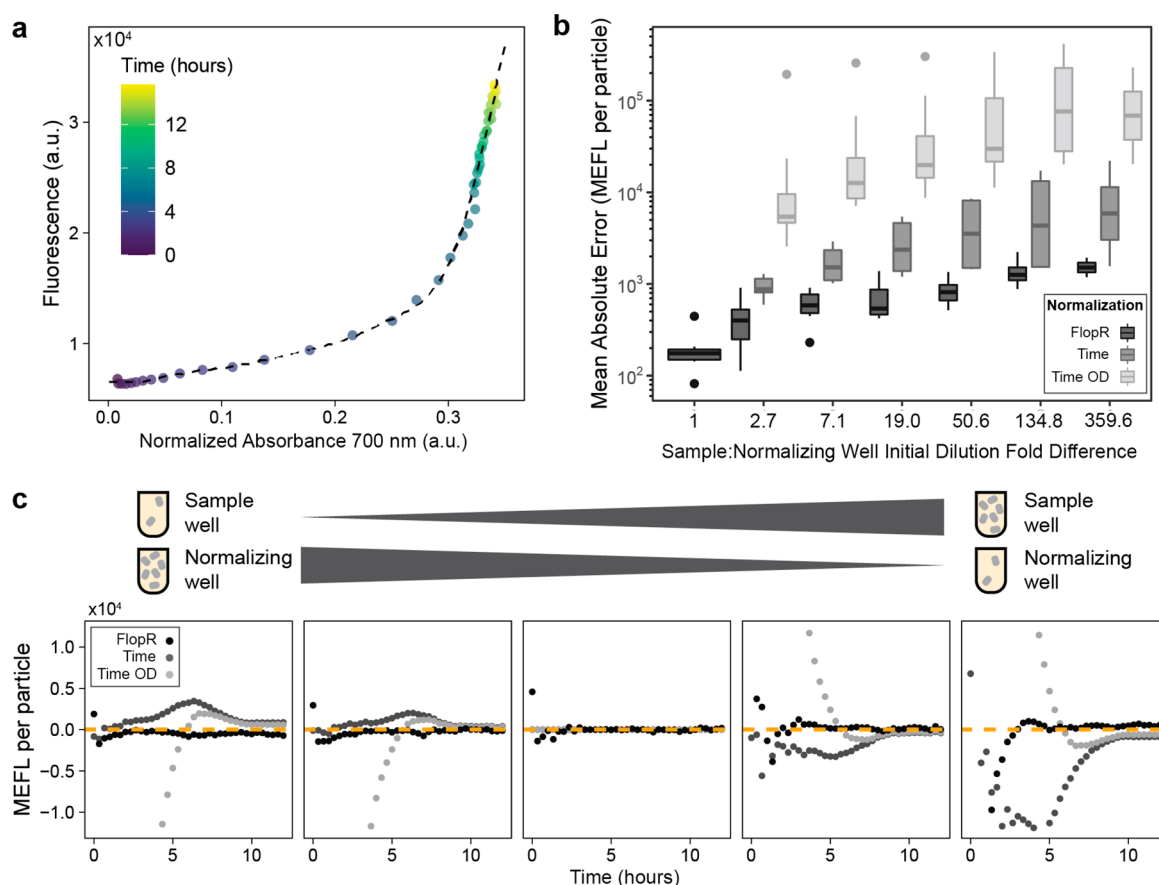 a
x10⁴
Time (hours)
12
8
4
0
3
2
1
Fluorescence (a.u.)
0.0 0.1 0.2 0.3
Normalized Absorbance 700 nm (a.u.)
b
Mean Absolute Error (MEFL per particle)
10⁵
10⁴
10³
10²
Normalization
FlopR
Time
Time OD
1 2.7 7.1 19.0 50.6 134.8 359.6
Sample:Normalizing Well Initial Dilution Fold Difference
c
Sample
well
Normalizing
well
Sample
well
Normalizing
well
x10⁴
FlopR
Time
Time OD
1.0
0.5
0.0
-0.5
-1.0
MEFL per particle
0 5 10 0 5 10 0 5 10 0 5 10 0 5 10
Time (hours)